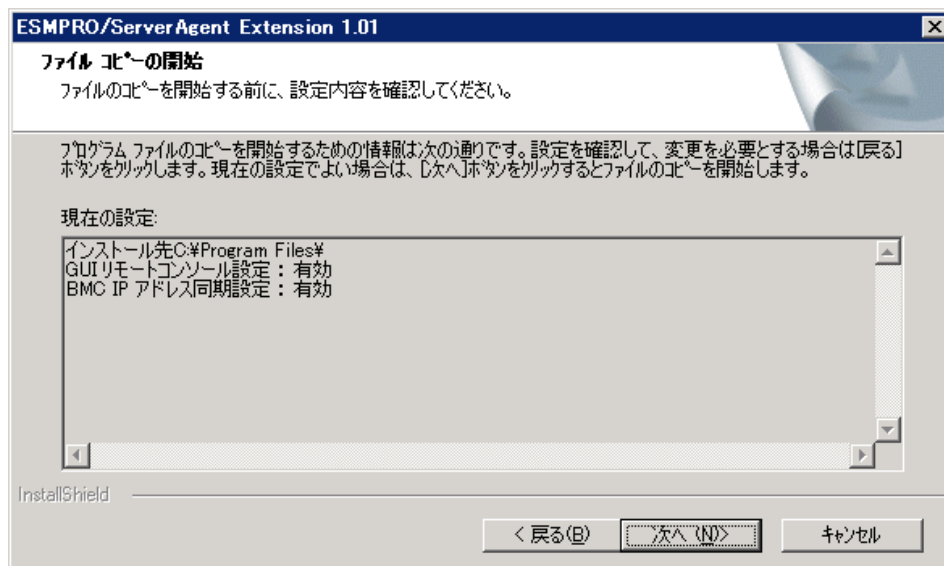 ESMPRO/ServerAgent Extension 1.01
ファイル コピーの開始
ファイルのコピーを開始する前に、設定内容を確認してください。
プログラム ファイルのコピーを開始するための情報は次の通りです。設定を確認して、変更を必要とする場合は[戻る]
ボタンをクリックします。現在の設定でよい場合は、[次へ]ボタンをクリックするとファイルのコピーを開始します。
現在の設定:
インストール先C:¥Program Files¥
GUIリモートコンソール設定 : 有効
BMC IP アドレス同期設定 : 有効
InstallShield
< 戻る(B)
次へ (N)>
キャンセル